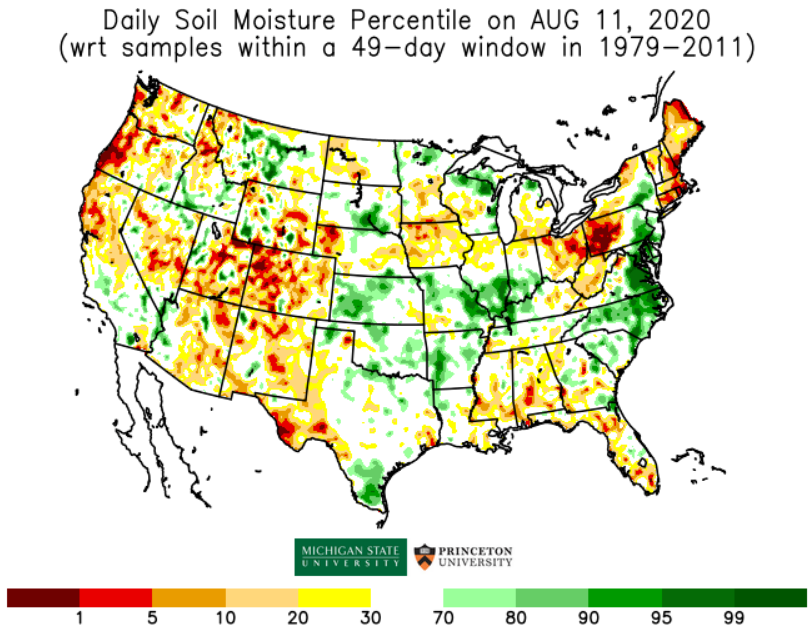 Daily Soil Moisture Percentile on AUG 11, 2020
(wrt samples within a 49-day window in 1979-2011)
MICHIGAN STATE
UNIVERSITY
PRINCETON
UNIVERSITY
1 5 10 20 30 70 80 90 95 99